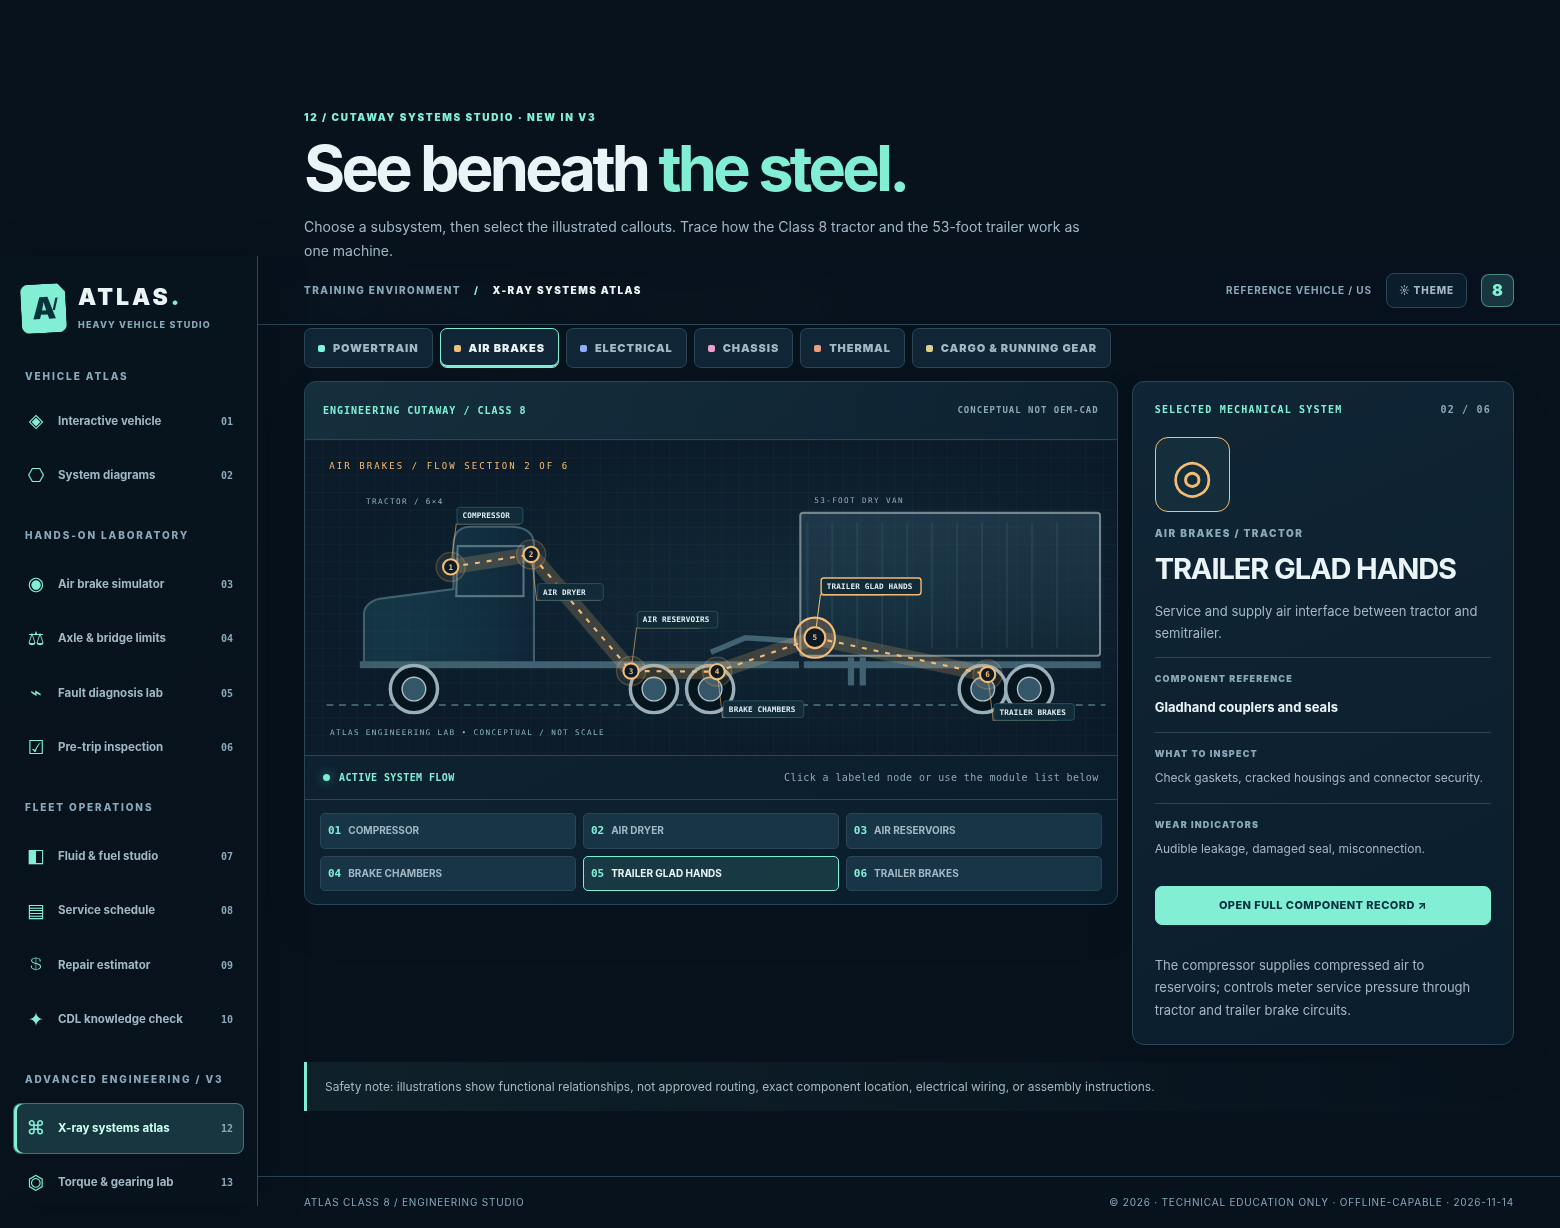 12 / CUTAWAY SYSTEMS STUDIO · NEW IN V3
See beneath the steel.
Choose a subsystem, then select the illustrated callouts. Trace how the Class 8 tractor and the 53-foot trailer work as
one machine.
ATLAS.
HEAVY VEHICLE STUDIO
VEHICLE ATLAS
Interactive vehicle 01
System diagrams 02
HANDS-ON LABORATORY
Air brake simulator 03
Axle & bridge limits 04
Fault diagnosis lab 05
Pre-trip inspection 06
FLEET OPERATIONS
Fluid & fuel studio 07
Service schedule 08
$ Repair estimator 09
CDL knowledge check 10
ADVANCED ENGINEERING / V3
X-ray systems atlas 12
Torque & gearing lab 13
TRAINING ENVIRONMENT / X-RAY SYSTEMS ATLAS
REFERENCE VEHICLE / US
THEME
8
POWERTRAIN
AIR BRAKES
ELECTRICAL
CHASSIS
THERMAL
CARGO & RUNNING GEAR
ENGINEERING CUTAWAY / CLASS 8
CONCEPTUAL NOT OEM-CAD
AIR BRAKES / FLOW SECTION 2 OF 6
TRACTOR / 6×4
53-FOOT DRY VAN
COMPRESSOR
1
2
AIR DRYER
AIR RESERVOIRS
3
4
BRAKE CHAMBERS
TRAILER GLAD HANDS
5
6
TRAILER BRAKES
ATLAS ENGINEERING LAB • CONCEPTUAL / NOT SCALE
ACTIVE SYSTEM FLOW
Click a labeled node or use the module list below
01 COMPRESSOR
02 AIR DRYER
03 AIR RESERVOIRS
04 BRAKE CHAMBERS
05 TRAILER GLAD HANDS
06 TRAILER BRAKES
SELECTED MECHANICAL SYSTEM
02 / 06
AIR BRAKES / TRACTOR
TRAILER GLAD HANDS
Service and supply air interface between tractor and
semitrailer.
COMPONENT REFERENCE
Gladhand couplers and seals
WHAT TO INSPECT
Check gaskets, cracked housings and connector security.
WEAR INDICATORS
Audible leakage, damaged seal, misconnection.
OPEN FULL COMPONENT RECORD ↗
The compressor supplies compressed air to
reservoirs; controls meter service pressure through
tractor and trailer brake circuits.
Safety note: illustrations show functional relationships, not approved routing, exact component location, electrical wiring, or assembly instructions.
ATLAS CLASS 8 / ENGINEERING STUDIO
© 2026 · TECHNICAL EDUCATION ONLY · OFFLINE-CAPABLE · 2026-11-14